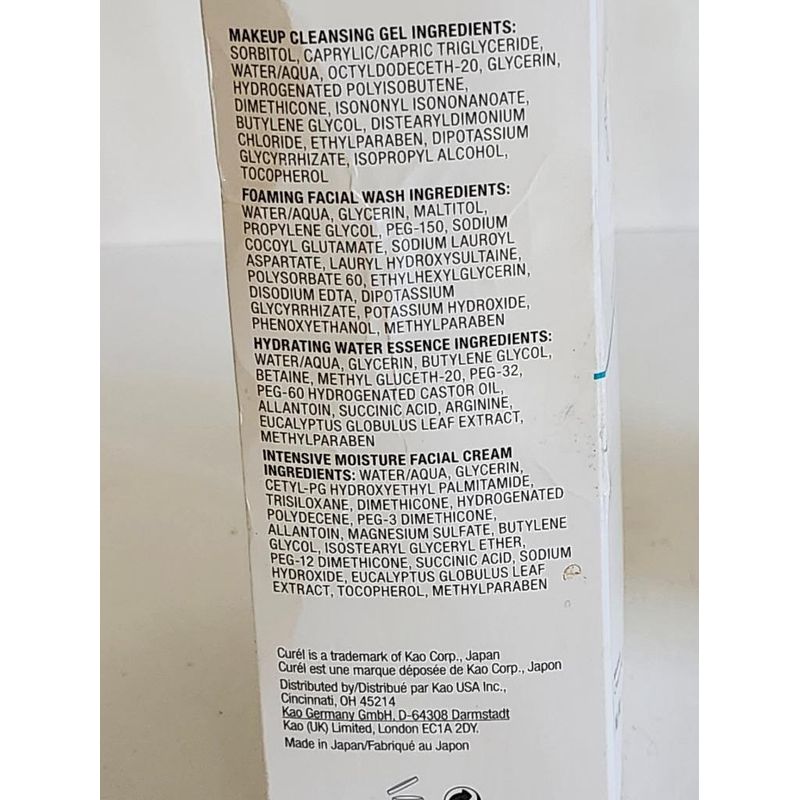 MAKEUP CLEANSING GEL INGREDIENTS:
SORBITOL, CAPRYLIC/CAPRIC TRIGLYCERIDE,
WATER/AQUA, OCTYLDODECETH-20, GLYCERIN,
HYDROGENATED POLYISOBUTENE,
DIMETHICONE, ISONONYL ISONONANOATE,
BUTYLENE GLYCOL, DISTEARYLDIMONIUM
CHLORIDE, ETHYLPARABEN, DIPOTASSIUM
GLYCYRRHIZATE, ISOPROPYL ALCOHOL,
TOCOPHEROL
FOAMING FACIAL WASH INGREDIENTS:
WATER/AQUA, GLYCERIN, MALTITOL,
PROPYLENE GLYCOL, PEG-150, SODIUM
COCOYL GLUTAMATE, SODIUM LAUROYL
ASPARTATE, LAURYL HYDROXYSULTAINE,
POLYSORBATE 60, ETHYLHEXYLGLYCERIN,
DISODIUM EDTA, DIPOTASSIUM
GLYCYRRHIZATE, POTASSIUM HYDROXIDE,
PHENOXYETHANOL, METHYLPARABEN
HYDRATING WATER ESSENCE INGREDIENTS:
WATER/AQUA, GLYCERIN, BUTYLENE GLYCOL,
BETAINE, METHYL GLUCETH-20, PEG-32,
PEG-60 HYDROGENATED CASTOR OIL,
ALLANTOIN, SUCCINIC ACID, ARGININE,
EUCALYPTUS GLOBULUS LEAF EXTRACT,
METHYLPARABEN
INTENSIVE MOISTURE FACIAL CREAM
INGREDIENTS: WATER/AQUA, GLYCERIN,
CETYL-PG HYDROXYETHYL PALMITAMIDE,
TRISILOXANE, DIMETHICONE, HYDROGENATED
POLYDECENE, PEG-3 DIMETHICONE,
ALLANTOIN, MAGNESIUM SULFATE, BUTYLENE
GLYCOL, ISOSTEARYL GLYCERYL ETHER,
PEG-12 DIMETHICONE, SUCCINIC ACID, SODIUM
HYDROXIDE, EUCALYPTUS GLOBULUS LEAF
EXTRACT, TOCOPHEROL, METHYLPARABEN
Curél is a trademark of Kao Corp., Japan
Curél est une marque déposée de Kao Corp., Japon
Distributed by/Distribué par Kao USA Inc.,
Cincinnati, OH 45214
Kao Germany GmbH, D-64308 Darmstadt
Kao (UK) Limited, London EC1A 2DY.
Made in Japan/Fabriqué au Japon